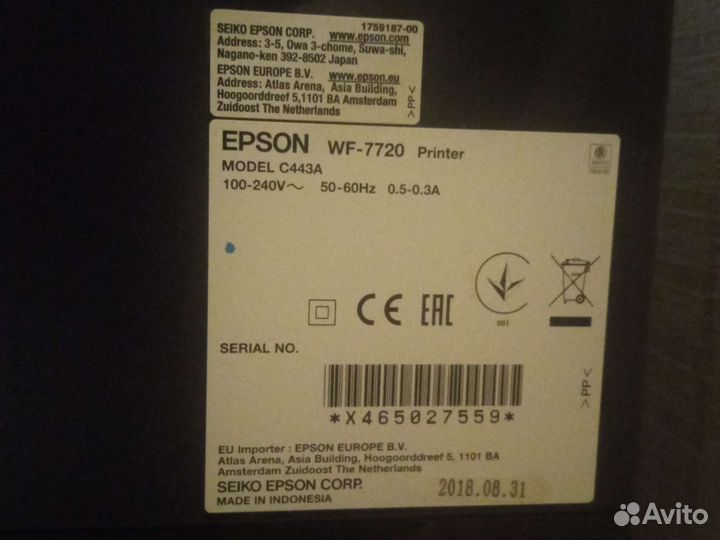 1759187-00
SEIKO EPSON CORP. www.epson.com
Address: 3-5, Owa 3-chome, Suwa-shi,
Nagano-ken 392-8502 Japan
EPSON EUROPE B.V. www.epson.eu
Address: Atlas Arena, Asia Building,
Hoogoorddreef 5,1101 BA Amsterdam
Zuidoost The Netherlands
>PP<
EPSON WF-7720 Printer
MODEL C443A
100-240V～ 50-60Hz 0.5-0.3A
CE EAC
001
SERIAL NO.
*X465027559*
>PP<
EU Importer : EPSON EUROPE B.V.
Atlas Arena, Asia Building, Hoogoorddreef 5, 1101 BA
Amsterdam Zuidoost The Netherlands
SEIKO EPSON CORP.
MADE IN INDONESIA
2018.08.31
Avito